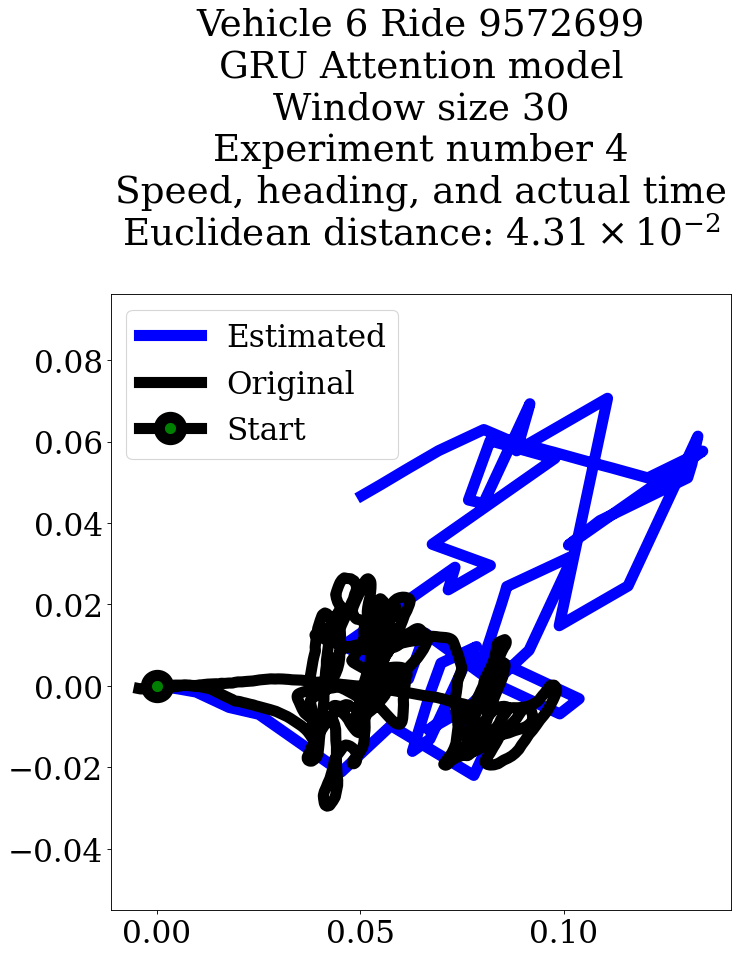 Vehicle 6 Ride 9572699
GRU Attention model
Window size 30
Experiment number 4
Speed, heading, and actual time
Euclidean distance: 4.31 × 10⁻²
Estimated
Original
Start
0.08
0.06
0.04
0.02
0.00
−0.02
−0.04
0.00 0.05 0.10